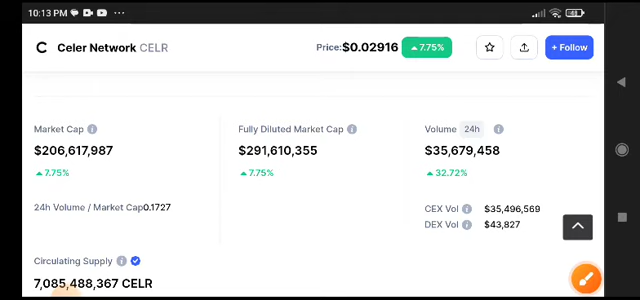 10:13 PM
Celer Network CELR
Price:$0.02916 7.75%
+ Follow
Market Cap
$206,617,987
7.75%
24h Volume / Market Cap0.1727
Fully Diluted Market Cap
$291,610,355
7.75%
Volume 24h
$35,679,458
32.72%
CEX Vol $35,496,569
DEX Vol $43,827
Circulating Supply
7,085,488,367 CELR